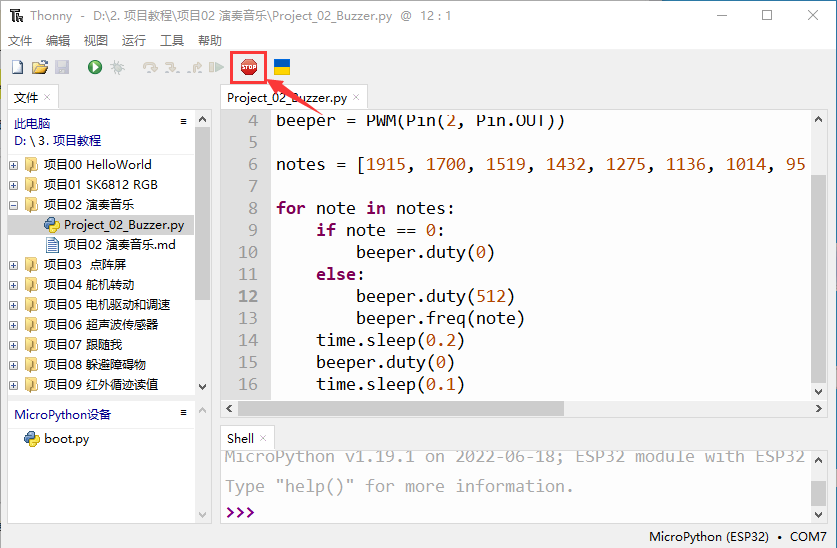 Thonny - D:\2. 项目教程\项目02 演奏音乐\Project_02_Buzzer.py @ 12 : 1
文件 编辑 视图 运行 工具 帮助
STOP
文件 ×
此电脑
D: \ 3. 项目教程
项目00 HelloWorld
项目01 SK6812 RGB
项目02 演奏音乐
Project_02_Buzzer.py
项目02 演奏音乐.md
项目03 点阵屏
项目04 舵机转动
项目05 电机驱动和调速
项目06 超声波传感器
项目07 跟随我
项目08 躲避障碍物
项目09 红外循迹读值
MicroPython设备
boot.py
Project_02_Buzzer.py ×
4 beeper = PWM(Pin(2, Pin.OUT))
5
6 notes = [1915, 1700, 1519, 1432, 1275, 1136, 1014, 95
7
8 for note in notes:
9 if note == 0:
10 beeper.duty(0)
11 else:
12 beeper.duty(512)
13 beeper.freq(note)
14 time.sleep(0.2)
15 beeper.duty(0)
16 time.sleep(0.1)
Shell ×
MicroPython v1.19.1 on 2022-06-18; ESP32 module with ESP32
Type "help()" for more information.
>>>
MicroPython (ESP32) • COM7